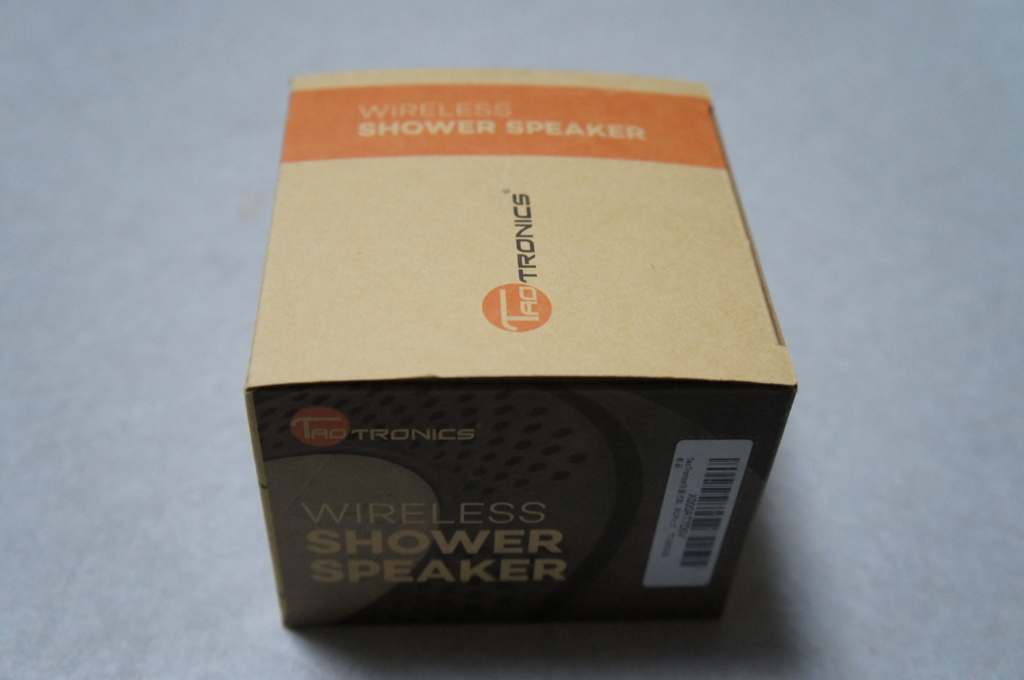 WIRELESS
SHOWER SPEAKER
TAOTRONICS®
TAOTRONICS
WIRELESS
SHOWER
SPEAKER